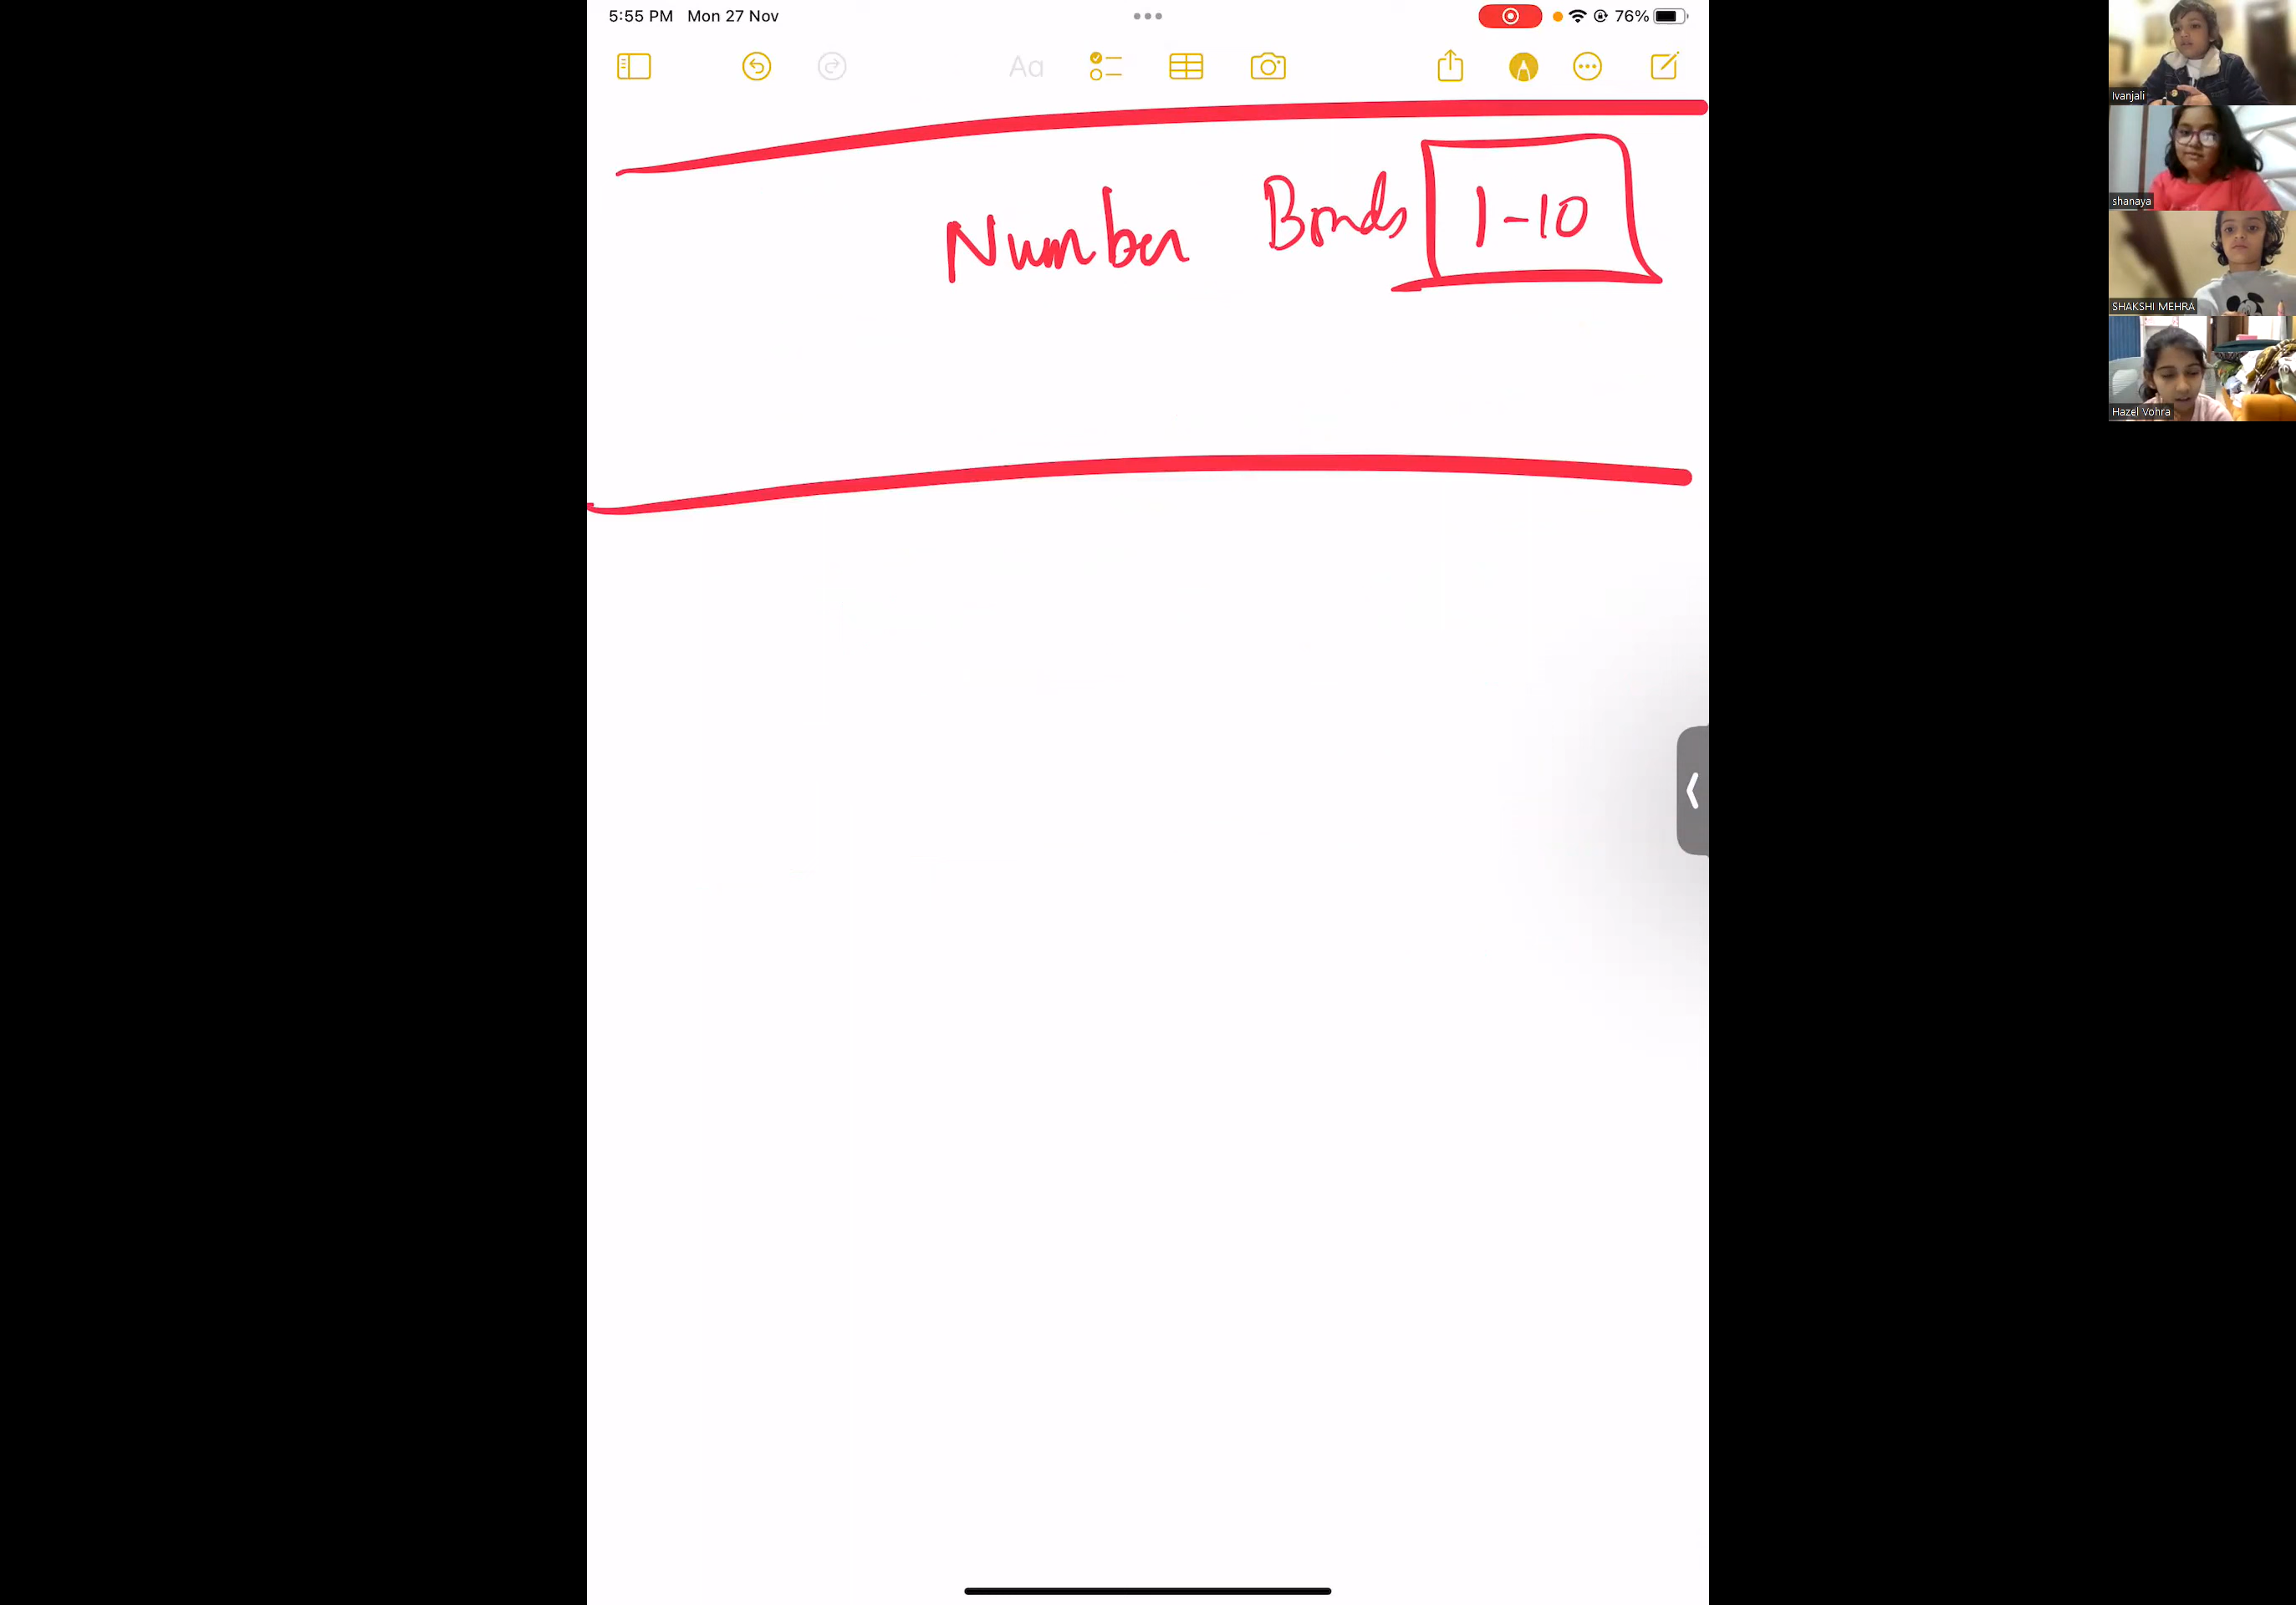 5:55 PM Mon 27 Nov
76%
Aa
Number Bonds 1-10
Ivanjali
shanaya
SHAKSHI MEHRA
Hazel Vohra